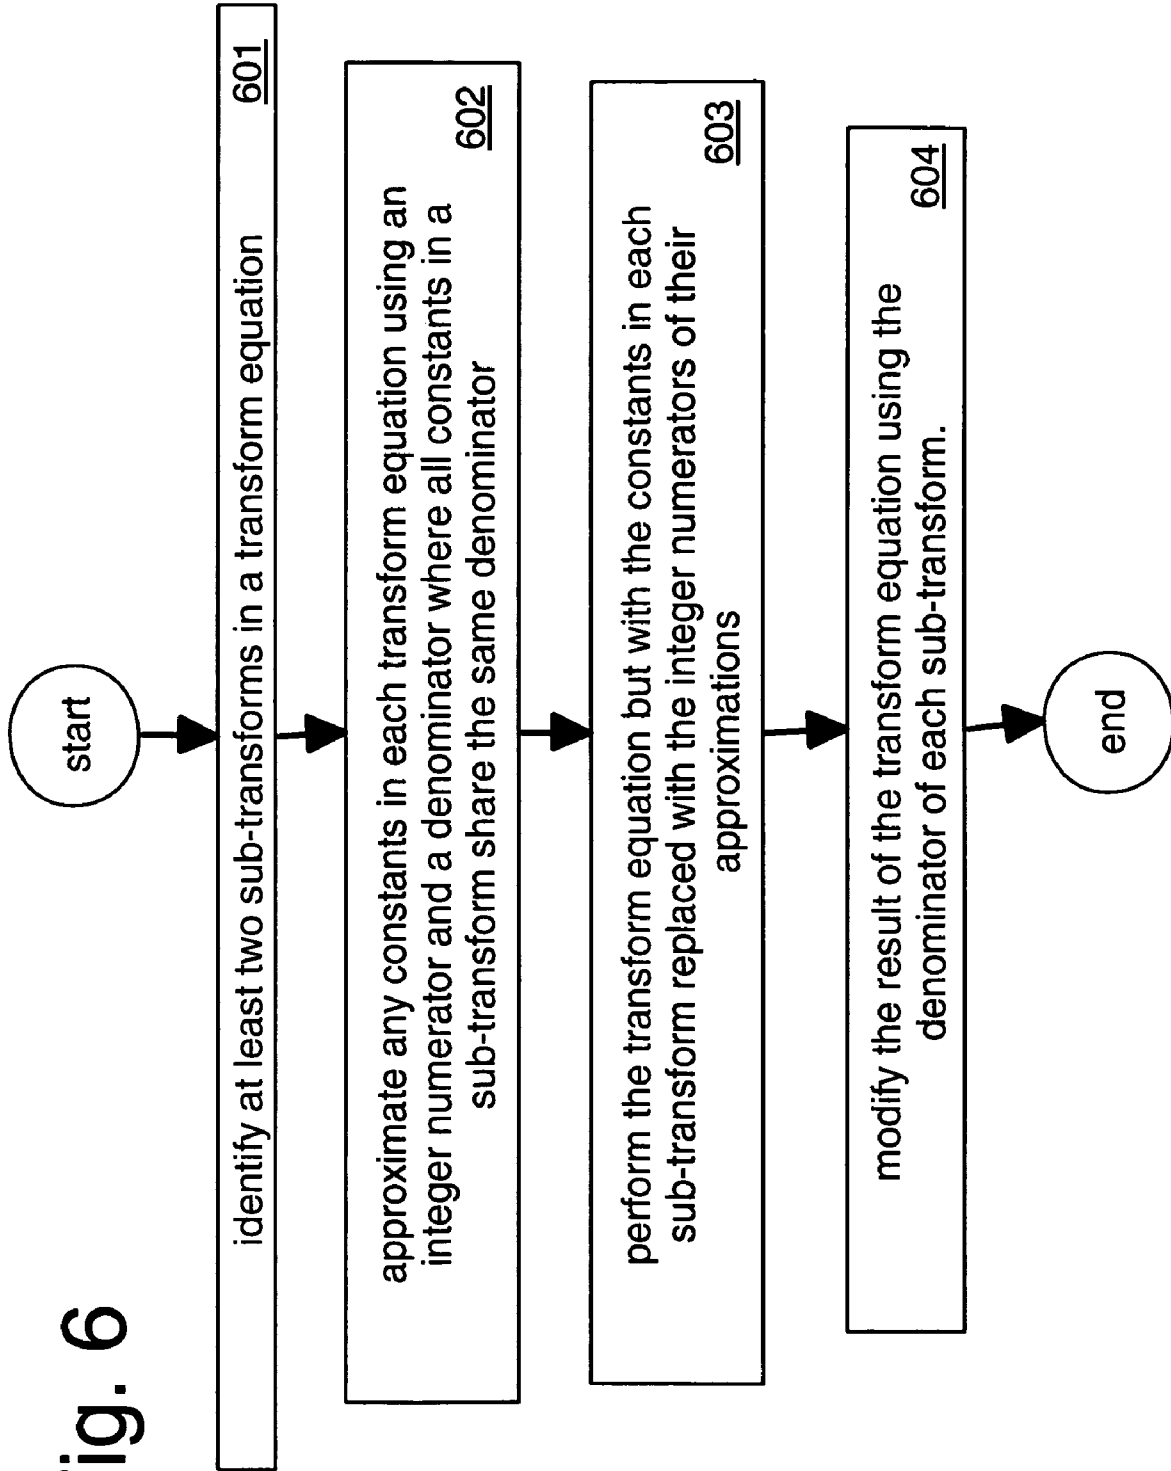 ig. 6
start
identify at least two sub-transforms in a transform equation
601
approximate any constants in each transform equation using an
integer numerator and a denominator where all constants in a
sub-transform share the same denominator
602
perform the transform equation but with the constants in each
sub-transform replaced with the integer numerators of their
approximations
603
modify the result of the transform equation using the
denominator of each sub-transform.
604
end